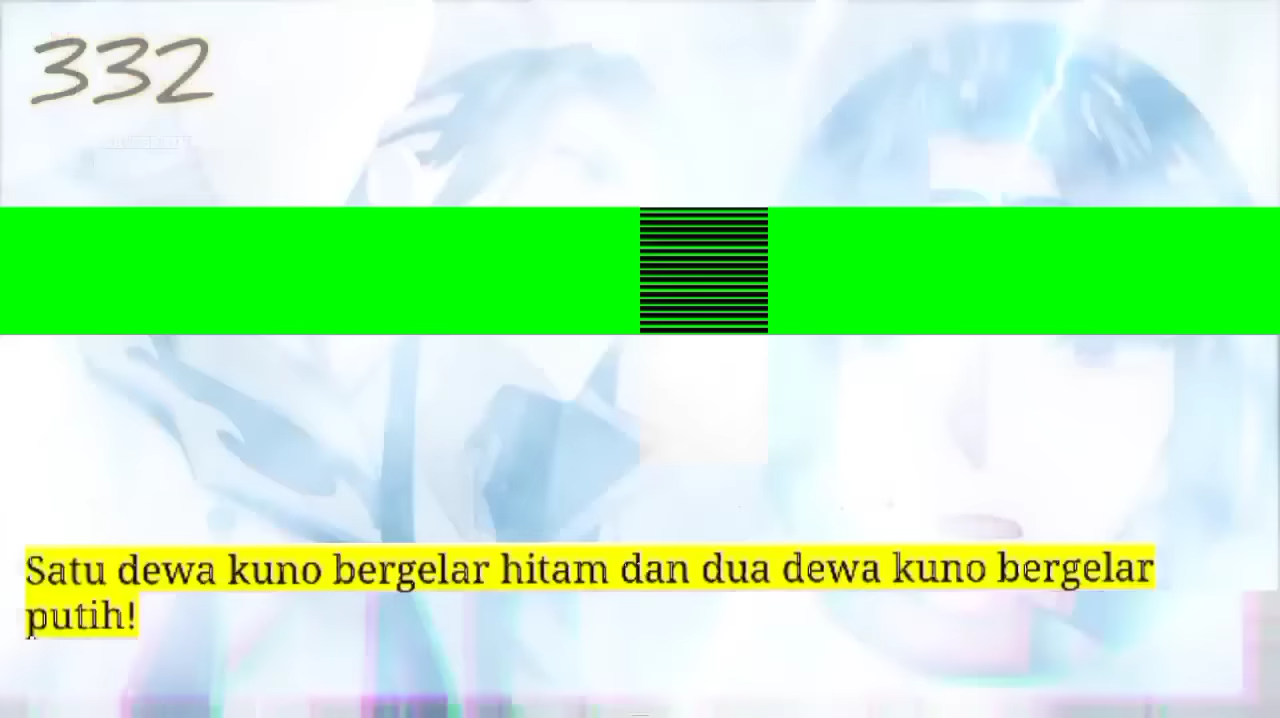 332
Satu dewa kuno bergelar hitam dan dua dewa kuno bergelar
putih!